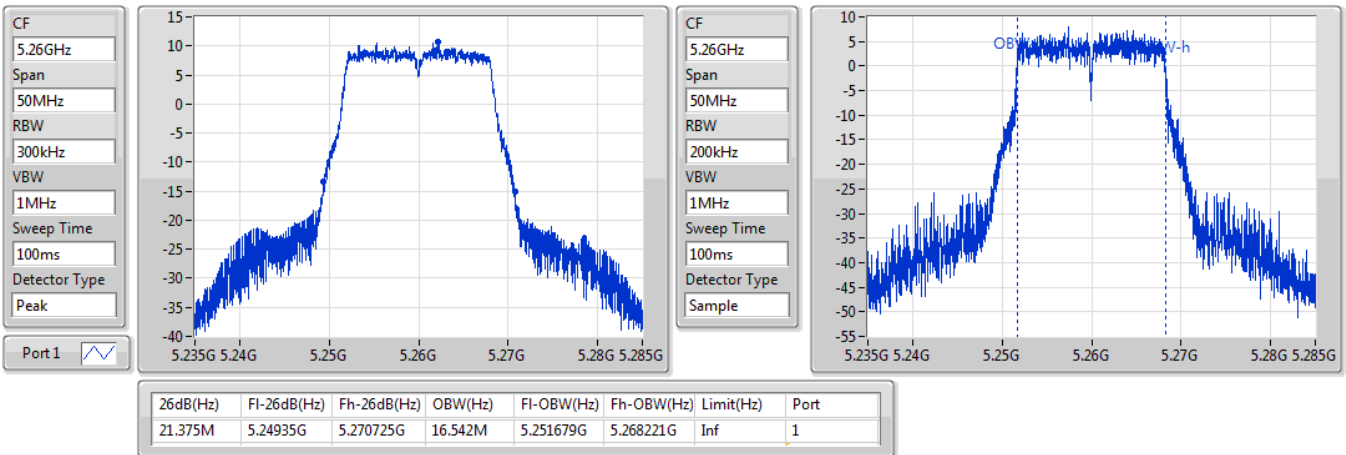 CF
5.26GHz
Span
50MHz
RBW
300kHz
VBW
1MHz
Sweep Time
100ms
Detector Type
Peak
Port 1
15
10
5
0
-5
-10
-15
-20
-25
-30
-35
-40
5.235G 5.24G 5.25G 5.26G 5.27G 5.28G 5.285G
CF
5.26GHz
Span
50MHz
RBW
200kHz
VBW
1MHz
Sweep Time
100ms
Detector Type
Sample
10
5
0
-5
-10
-15
-20
-25
-30
-35
-40
-45
-50
-55
5.235G 5.24G 5.25G 5.26G 5.27G 5.28G 5.285G
26dB(Hz) Fl-26dB(Hz) Fh-26dB(Hz) OBW(Hz) Fl-OBW(Hz) Fh-OBW(Hz) Limit(Hz) Port
21.375M 5.24935G 5.270725G 16.542M 5.251679G 5.268221G Inf 1